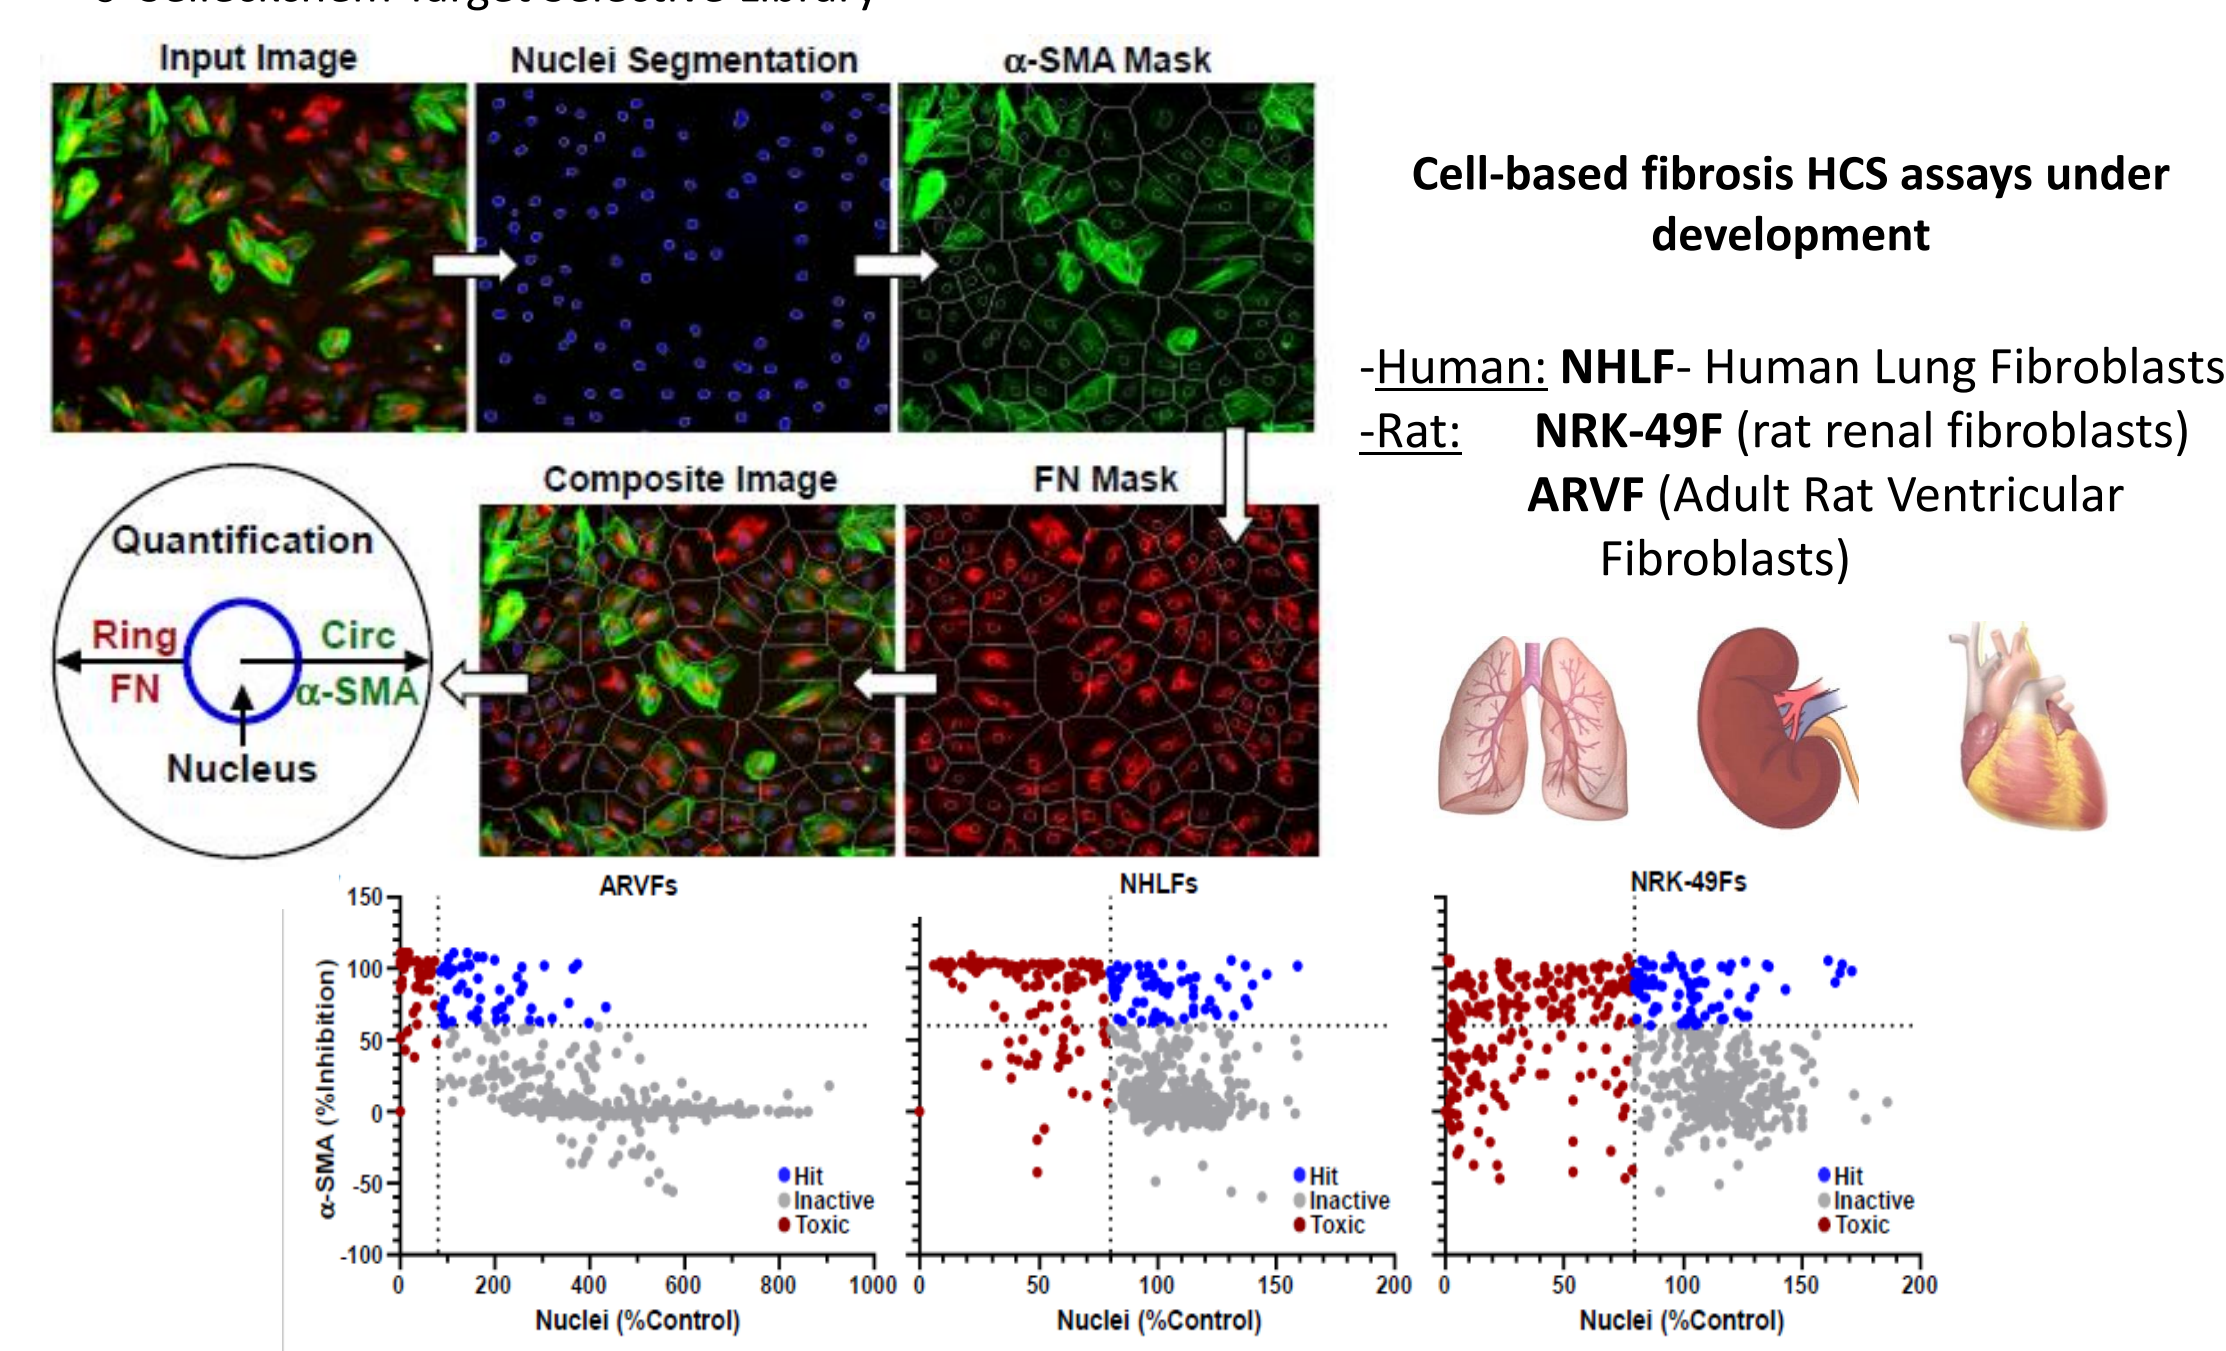 Target Selective Library
Input Image
Nuclei Segmentation
α-SMA Mask
Cell-based fibrosis HCS assays under
development
-Human: NHLF- Human Lung Fibroblasts
-Rat: NRK-49F (rat renal fibroblasts)
ARVF (Adult Rat Ventricular
Fibroblasts)
Composite Image
FN Mask
Quantification
Ring
Circ
FN
α-SMA
Nucleus
ARVFs
NHLFs
NRK-49Fs
α-SMA (%Inhibition)
150
100
50
0
-50
-100
Hit
Inactive
Toxic
Hit
Inactive
Toxic
Hit
Inactive
Toxic
0 200 400 600 800 1000
0 50 100 150 200
0 50 100 150 200
Nuclei (%Control)
Nuclei (%Control)
Nuclei (%Control)